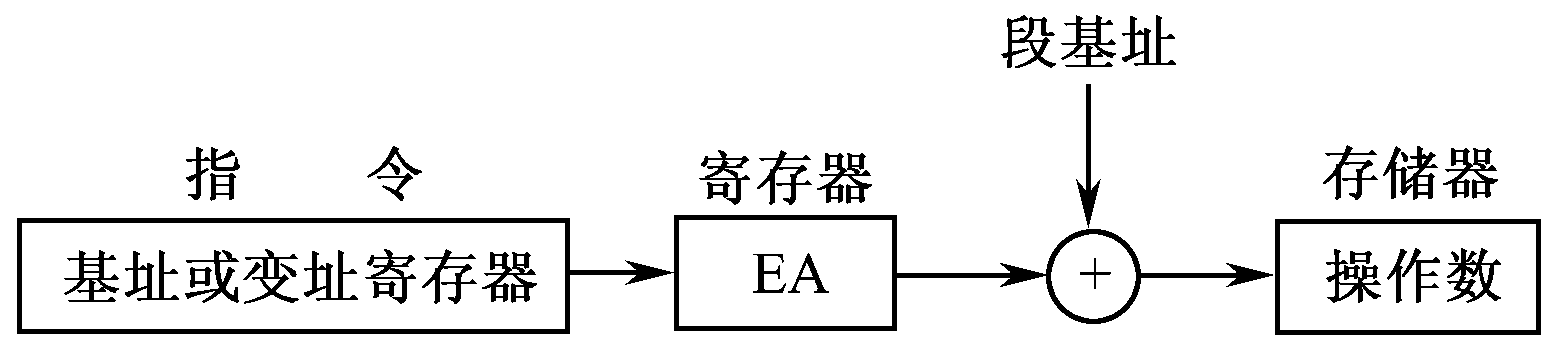 段基址
指 令
寄存器
存储器
基址或变址寄存器
EA
+
操作数